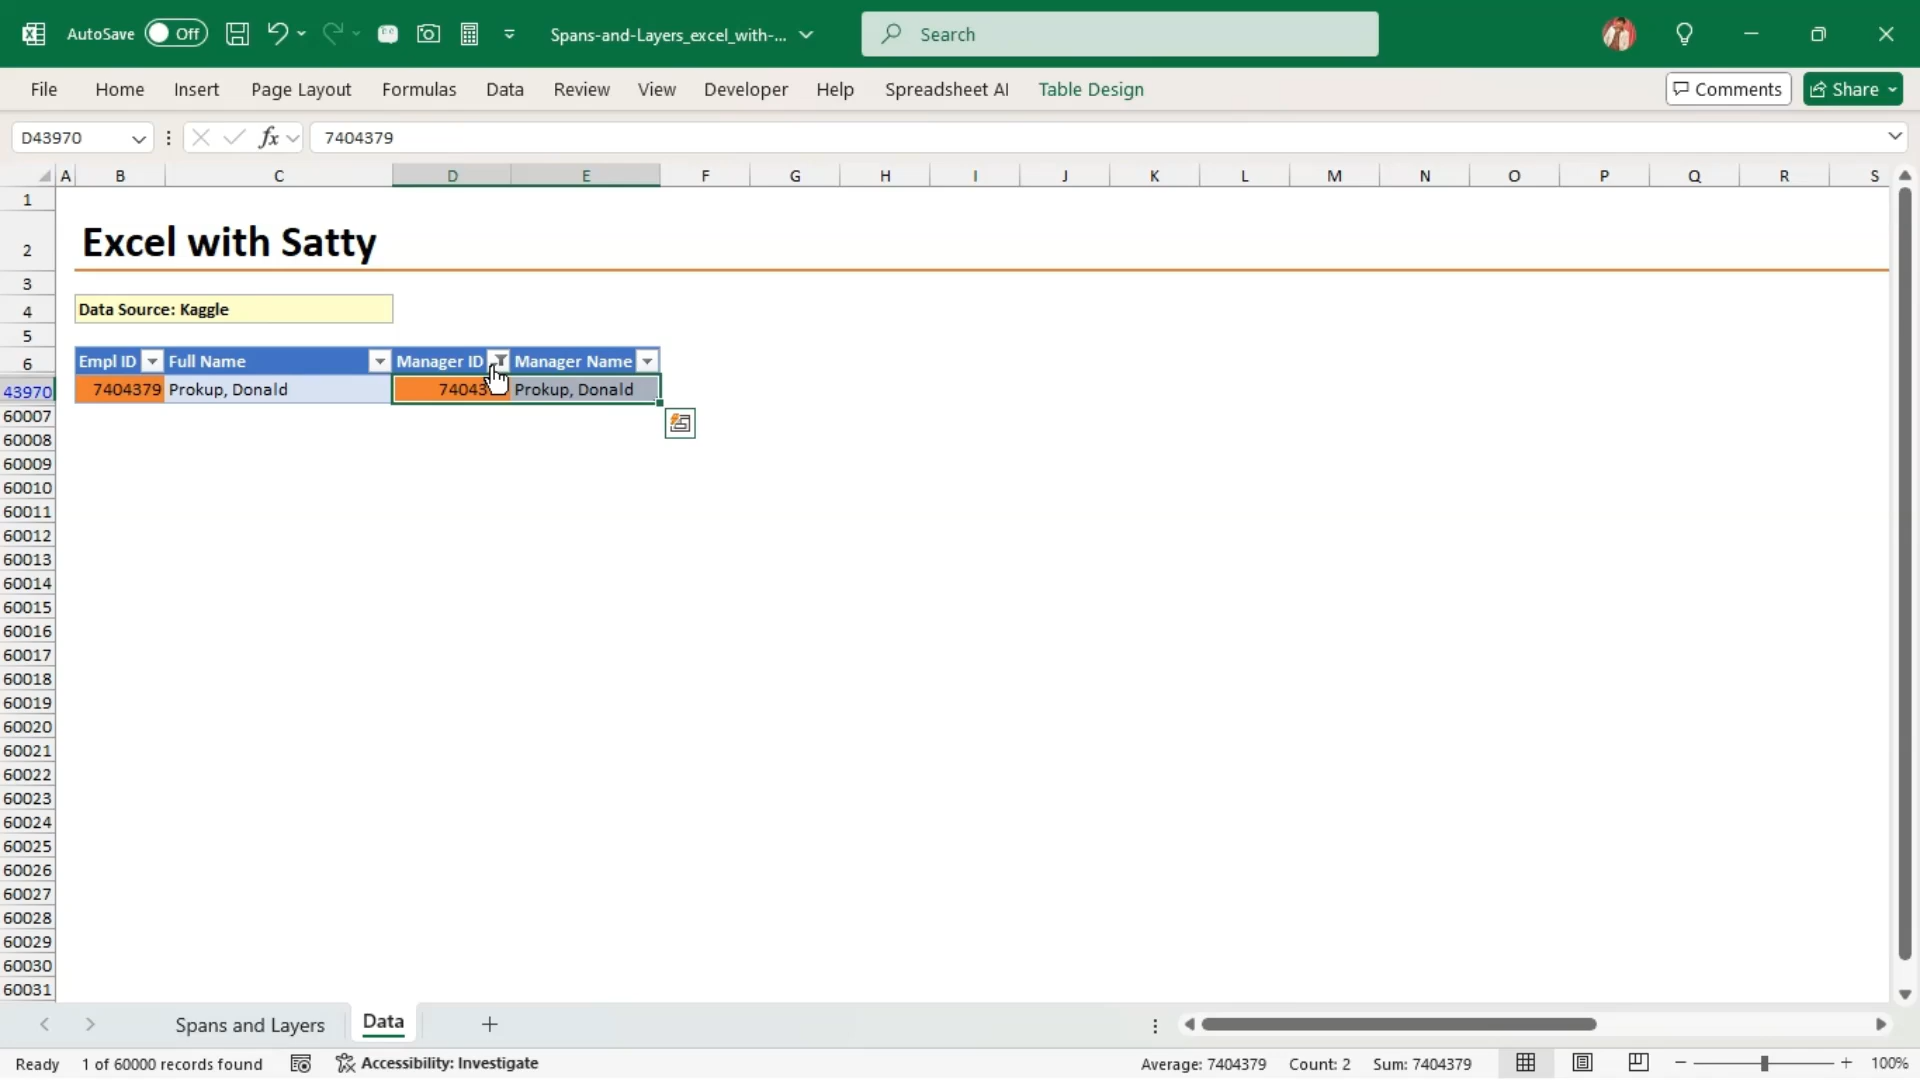 AutoSave Off Spans-and-Layers_excel_with-... Search
File Home Insert Page Layout Formulas Data Review View Developer Help Spreadsheet AI Table Design Comments Share
D43970 fx 7404379
A B C D E F G H I J K L M N O P Q R S
1
2 Excel with Satty
3
4 Data Source: Kaggle
5
6 Empl ID Full Name Manager ID Manager Name
43970 7404379 Prokup, Donald Prokup, Donald
60007
60008
60009
60010
60011
60012
60013
60014
60015
60016
60017
60018
60019
60020
60021
60022
60023
60024
60025
60026
60027
60028
60029
60030
60031
Spans and Layers Data
Ready 1 of 60000 records found Accessibility: Investigate Average: 7404379 Count: 2 Sum: 7404379 100%